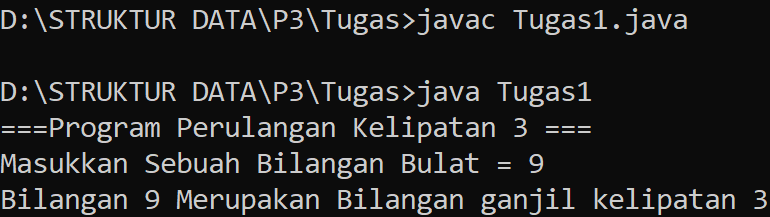 D:\STRUKTUR DATA\P3\Tugas>javac Tugas1.java
D:\STRUKTUR DATA\P3\Tugas>java Tugas1
===Program Perulangan Kelipatan 3 ===
Masukkan Sebuah Bilangan Bulat = 9
Bilangan 9 Merupakan Bilangan ganjil kelipatan 3